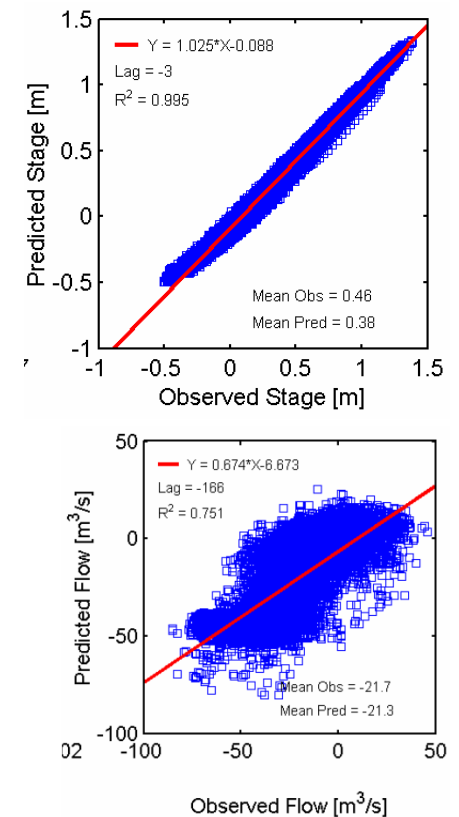 1.5
Y = 1.025*X-0.088
Lag = -3
R² = 0.995
1
0.5
0
-0.5
-1
Predicted Stage [m]
Mean Obs = 0.46
Mean Pred = 0.38
-1 -0.5 0 0.5 1 1.5
Observed Stage [m]
50
Y = 0.674*X-6.673
Lag = -166
R² = 0.751
0
-50
-100
Predicted Flow [m³/s]
Mean Obs = -21.7
Mean Pred = -21.3
02
-100 -50 0 50
Observed Flow [m³/s]